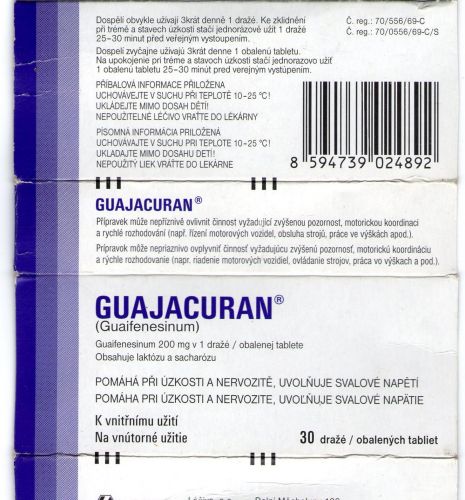 Dospělí obvykle užívají 3krát denně 1 dražé. Ke zklidnění
při trémě a stavech úzkosti stačí jednorázově užít 1 dražé
25–30 minut před veřejným vystoupením.
Č. reg.: 70/556/69-C
Č. reg.: 70/0556/69-C/S
Dospelí zvyčajne užívajú 3krát denne 1 obalenú tabletu.
Na upokojenie pri tréme a stavoch úzkosti stačí jednorazovo užiť
1 obalenú tabletu 25–30 minút pred verejným vystúpením.
PŘÍBALOVÁ INFORMACE PŘILOŽENA
UCHOVÁVEJTE V SUCHU PŘI TEPLOTĚ 10–25 °C!
UKLÁDEJTE MIMO DOSAH DĚTÍ!
NEPOUŽITELNÉ LÉČIVO VRAŤTE DO LÉKÁRNY
PÍSOMNÁ INFORMÁCIA PRILOŽENÁ
UCHOVÁVAJTE V SUCHU PRI TEPLOTE 10–25 °C!
UKLADAJTE MIMO DOSAHU DETÍ!
NEPOUŽITÝ LIEK VRÁŤTE DO LEKÁRNE
8 594739 024892
GUAJACURAN®
Přípravek může nepříznivě ovlivnit činnost vyžadující zvýšenou pozornost, motorickou koordinaci
a rychlé rozhodování (např. řízení motorových vozidel, obsluha strojů, práce ve výškách apod.).
Prípravok môže nepriaznivo ovplyvniť činnosť vyžadujúcu zvýšenú pozornosť, motorickú koordináciu
a rýchle rozhodovanie (napr. riadenie motorových vozidiel, ovládanie strojov, práca vo výškach a pod.).
GUAJACURAN®
(Guaifenesinum)
Guaifenesinum 200 mg v 1 dražé / obalenej tablete
Obsahuje laktózu a sacharózu
POMÁHÁ PŘI ÚZKOSTI A NERVOZITĚ, UVOLŇUJE SVALOVÉ NAPĚTÍ
POMÁHA PRI ÚZKOSTI A NERVOZITE, UVOĽŇUJE SVALOVÉ NAPÄTIE
K vnitřnímu užití
Na vnútorné užitie
30 dražé / obalených tabliet